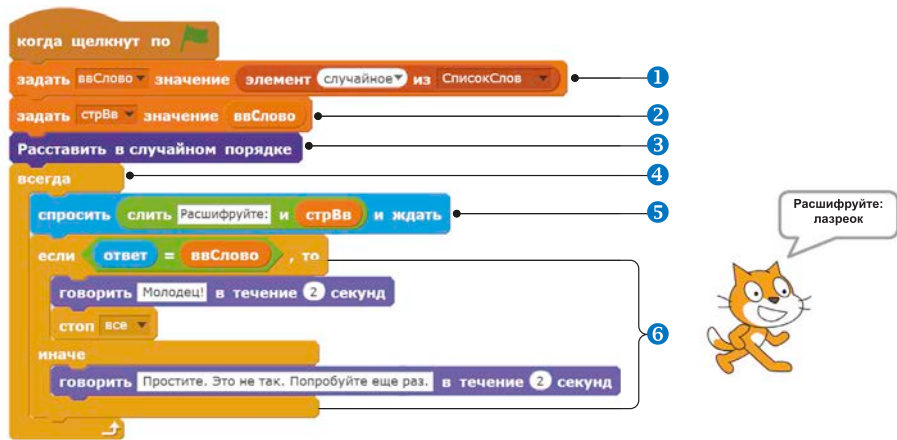 когда щелкнут по
задать ввСлово значение элемент случайное из СписокСлов 1
задать стрВв значение ввСлово 2
Расставить в случайном порядке 3
всегда 4
спросить слить Расшифруйте: и стрВв и ждать 5
если ответ = ввСлово , то
говорить Молодец! в течение 2 секунд
стоп все
6
иначе
говорить Простите. Это не так. Попробуйте еще раз. в течение 2 секунд
Расшифруйте:
лазреок